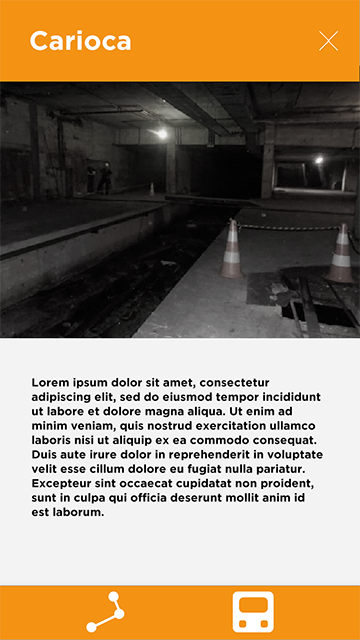 Carioca
Lorem ipsum dolor sit amet, consectetur
adipiscing elit, sed do eiusmod tempor incididunt
ut labore et dolore magna aliqua. Ut enim ad
minim veniam, quis nostrud exercitation ullamco
laboris nisi ut aliquip ex ea commodo consequat.
Duis aute irure dolor in reprehenderit in voluptate
velit esse cillum dolore eu fugiat nulla pariatur.
Excepteur sint occaecat cupidatat non proident,
sunt in culpa qui officia deserunt mollit anim id
est laborum.